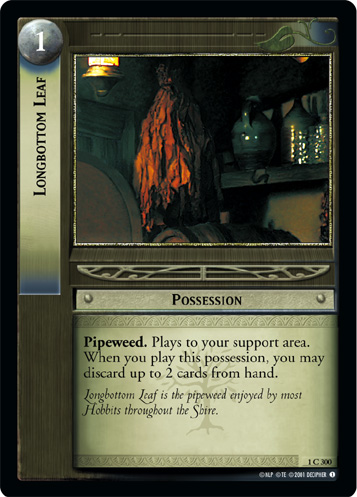 1
LONGBOTTOM LEAF
POSSESSION
Pipeweed. Plays to your support area.
When you play this possession, you may
discard up to 2 cards from hand.
Longbottom Leaf is the pipeweed enjoyed by most
Hobbits throughout the Shire.
1 C 300
©NLP ©TE ©2001 DECIPHER